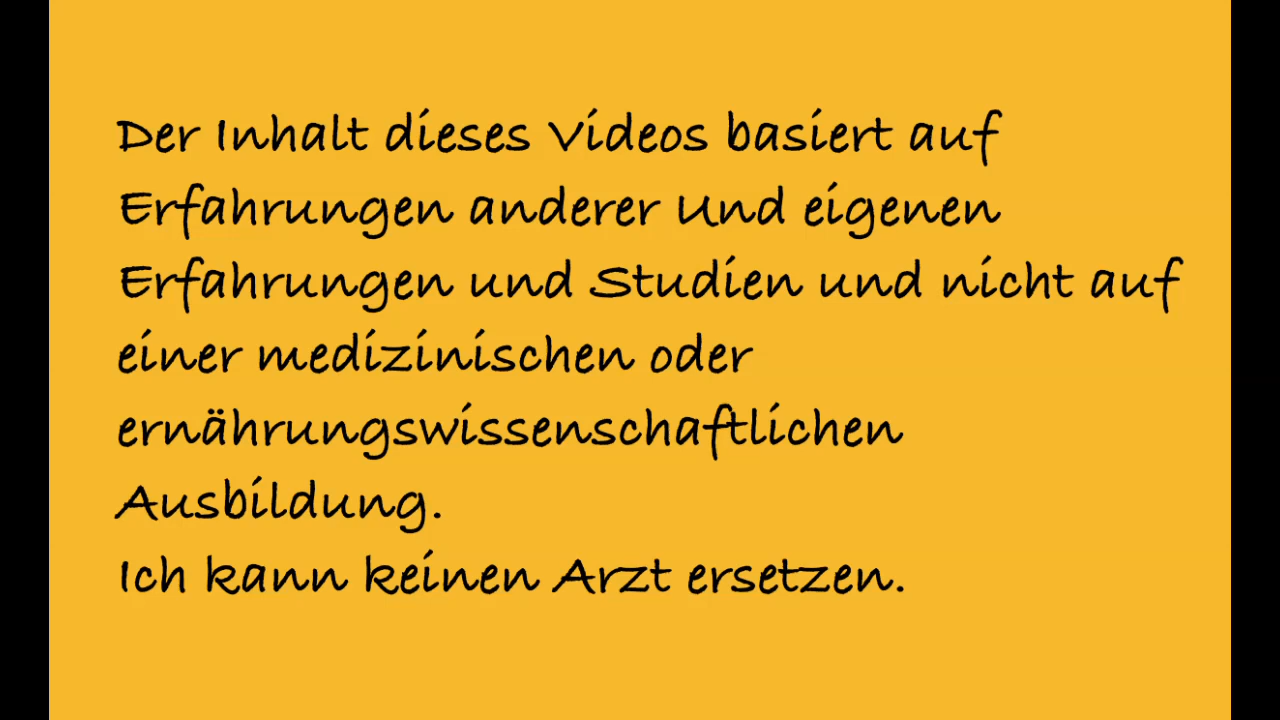 Der Inhalt dieses Videos basiert auf
Erfahrungen anderer Und eigenen
Erfahrungen und Studien und nicht auf
einer medizinischen oder
ernährungswissenschaftlichen
Ausbildung.
Ich kann keinen Arzt ersetzen.